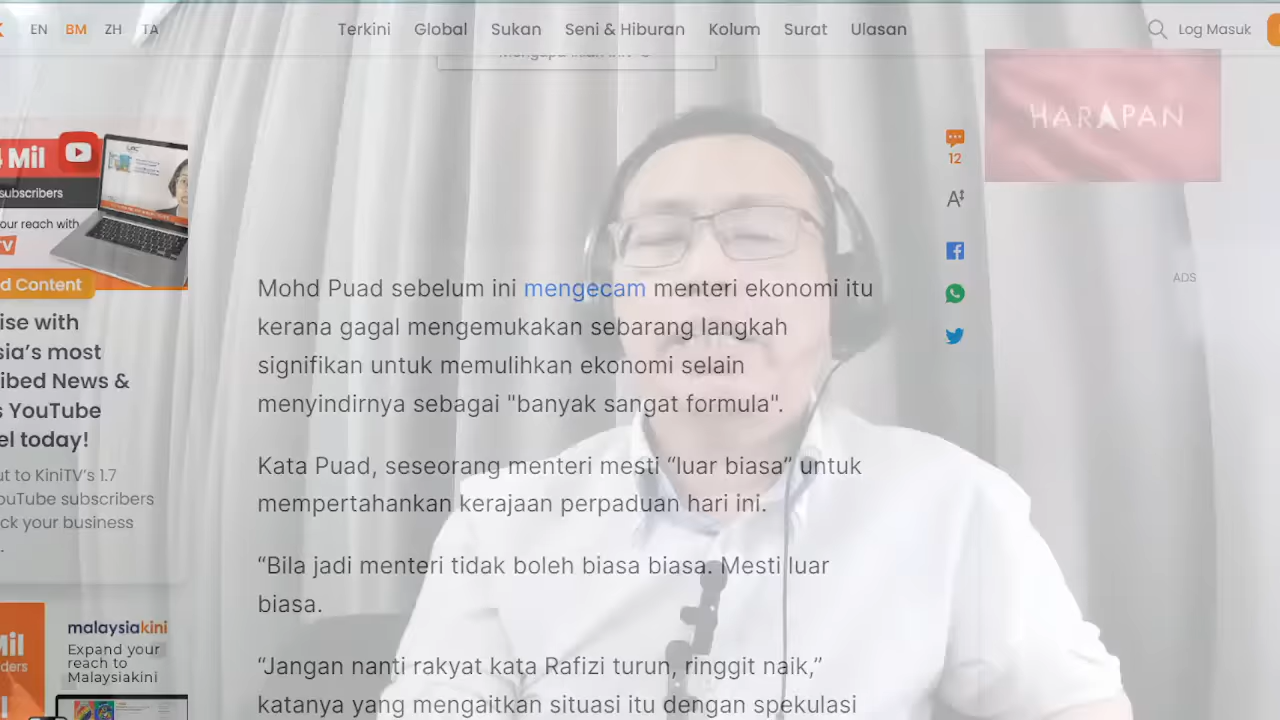 EN BM ZH TA
Terkini Global Sukan Seni & Hiburan Kolum Surat Ulasan
Log Masuk
HARAPAN
Mil
subscribers
our reach with
TV
d Content
ise with
sia’s most
ibed News &
s YouTube
el today!
ut to KiniTV’s 1.7
ouTube subscribers
ck your business
malaysiakini
Expand your
reach to
Malaysiakini
Mil
ders
Mohd Puad sebelum ini mengecam menteri ekonomi itu
kerana gagal mengemukakan sebarang langkah
signifikan untuk memulihkan ekonomi selain
menyindirnya sebagai "banyak sangat formula".
Kata Puad, seseorang menteri mesti “luar biasa” untuk
mempertahankan kerajaan perpaduan hari ini.
“Bila jadi menteri tidak boleh biasa biasa. Mesti luar
biasa.
“Jangan nanti rakyat kata Rafizi turun, ringgit naik,”
katanya yang mengaitkan situasi itu dengan spekulasi
12
ADS